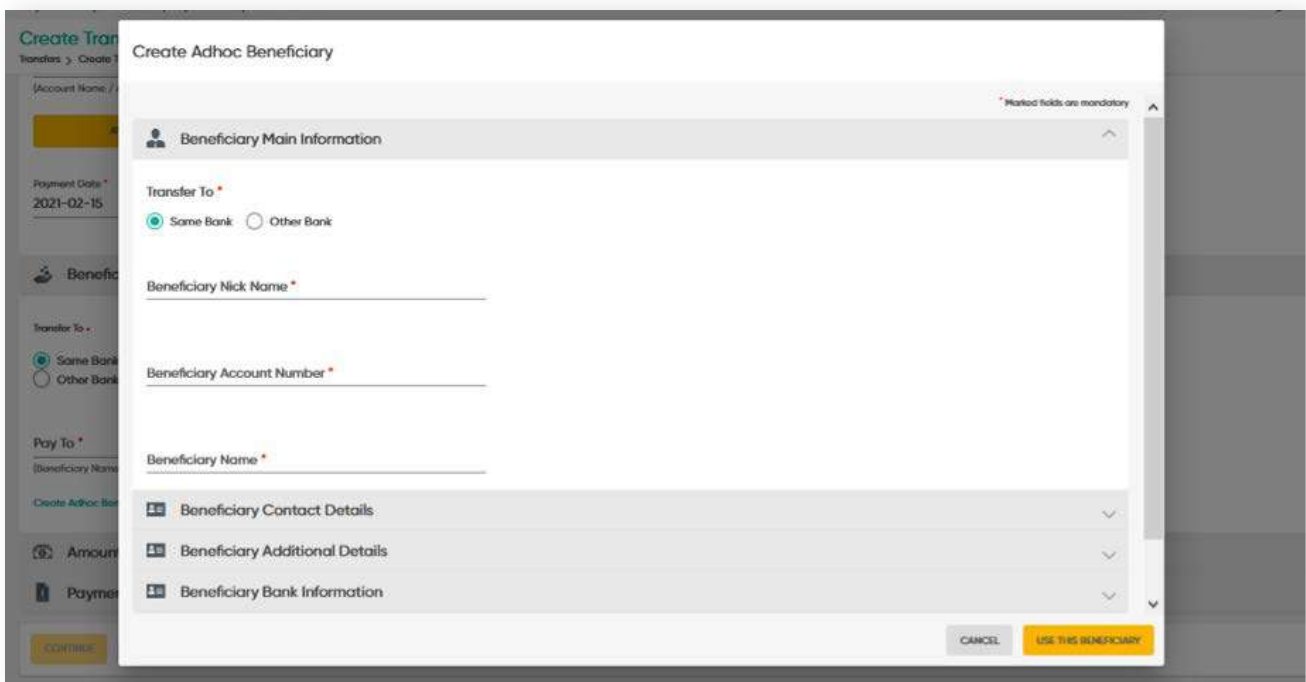 Create Tran
Transfers > Create T
(Account Name /
Payment Date *
2021-02-15
Benefic
Transfer To *
Same Bank
Other Bank
Pay To *
(Beneficiary Name
Create Adhoc Ben
Amount
Paymen
CONTINUE
Create Adhoc Beneficiary
* Marked fields are mandatory
Beneficiary Main Information
Transfer To *
Same Bank Other Bank
Beneficiary Nick Name *
Beneficiary Account Number *
Beneficiary Name *
Beneficiary Contact Details
Beneficiary Additional Details
Beneficiary Bank Information
CANCEL USE THIS BENEFICIARY